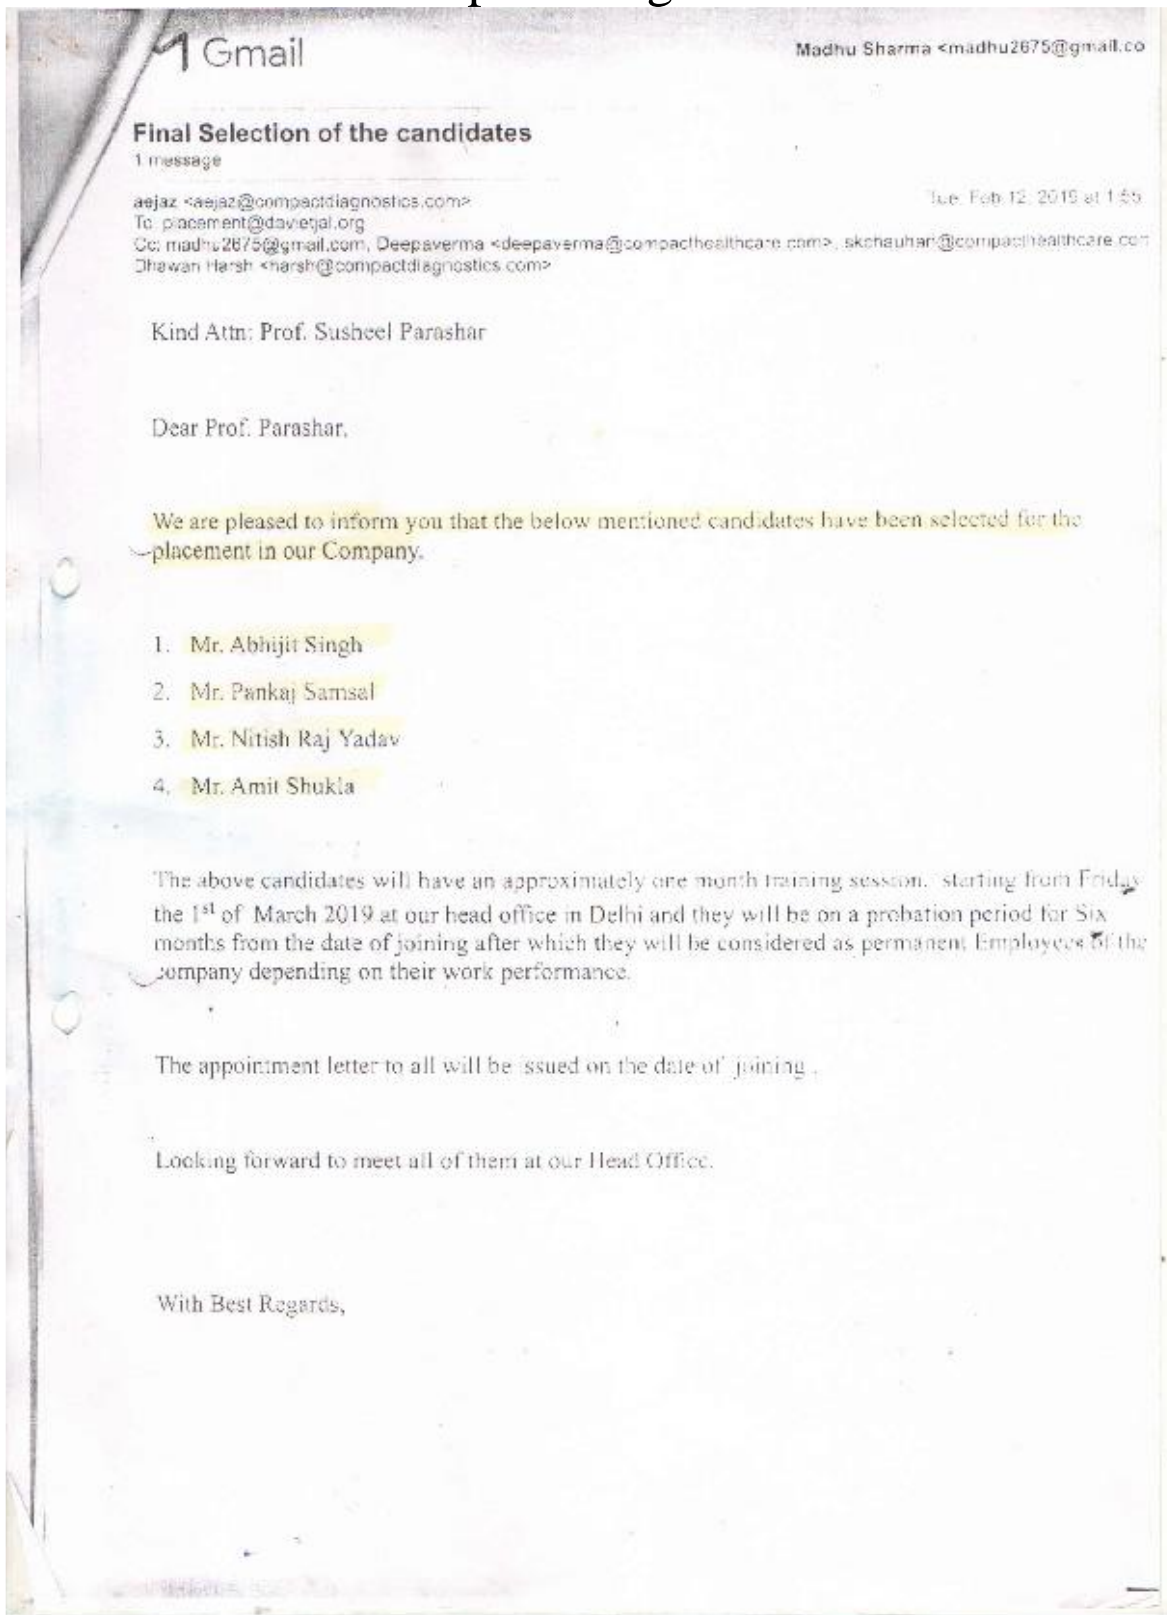 Gmail
Madhu Sharma <madhu2675@gmail.co
Final Selection of the candidates
1 message
aejaz <aejaz@compactdiagnostics.com>
Tue, Feb 12, 2019 at 1:55
To: placement@davietjal.org
Cc: madhu2675@gmail.com, Deepaverma <deepaverma@compacthealthcare.com>, skchauhan@compacthealthcare.com
Dhawan Harsh <harsh@compactdiagnostics.com>
Kind Attn: Prof. Susheel Parashar
Dear Prof. Parashar,
We are pleased to inform you that the below mentioned candidates have been selected for the
placement in our Company.
1. Mr. Abhijit Singh
2. Mr. Pankaj Samsal
3. Mr. Nitish Raj Yadav
4. Mr. Amit Shukla
The above candidates will have an approximately one month training session, starting from Friday
the 1st of March 2019 at our head office in Delhi and they will be on a probation period for Six
months from the date of joining after which they will be considered as permanent Employees of the
company depending on their work performance.
The appointment letter to all will be issued on the date of joining .
Looking forward to meet all of them at our Head Office.
With Best Regards,